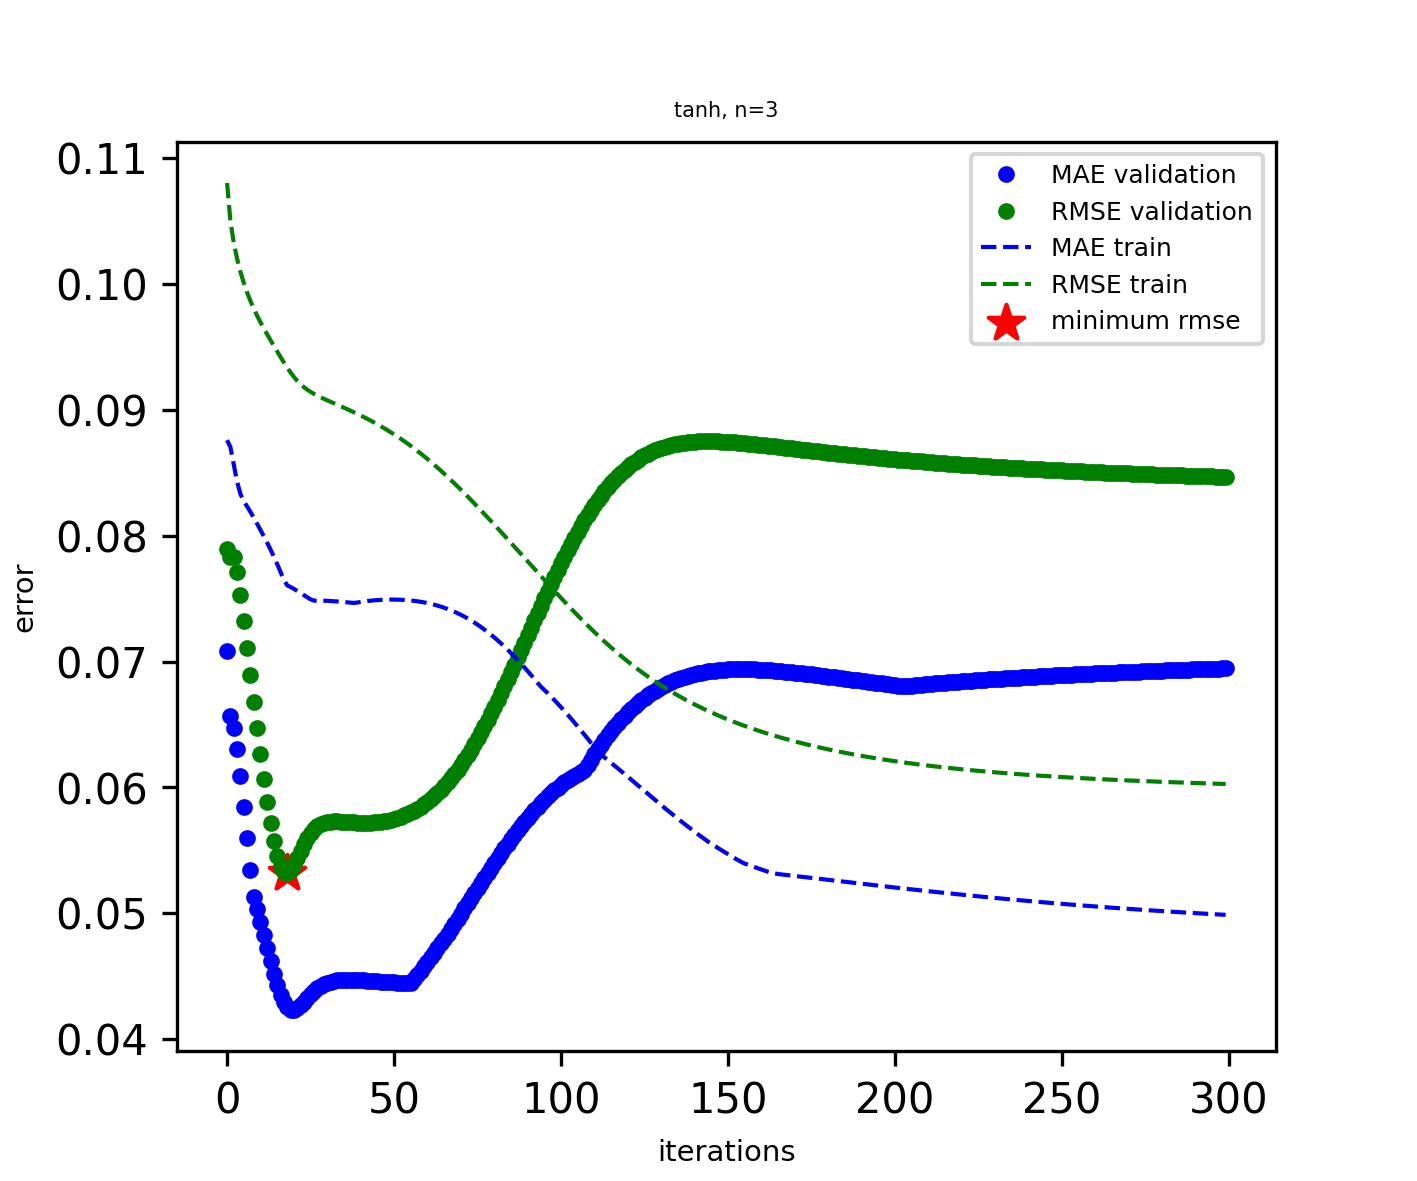 tanh, n=3
0.11
0.10
0.09
0.08
0.07
0.06
0.05
0.04
error
MAE validation
RMSE validation
MAE train
RMSE train
minimum rmse
0 50 100 150 200 250 300
iterations